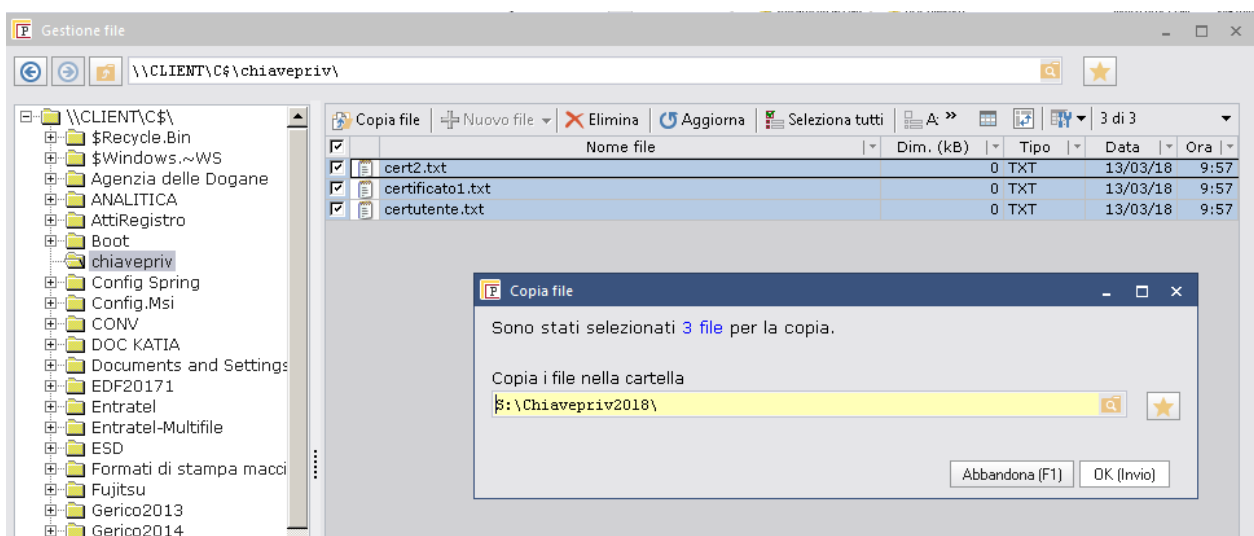 Gestione file
\\CLIENT\C$\chiavepriv\
\\CLIENT\C$\
$Recycle.Bin
$Windows.~WS
Agenzia delle Dogane
ANALITICA
AttiRegistro
Boot
chiavepriv
Config Spring
Config.Msi
CONV
DOC KATIA
Documents and Settings
EDF20171
Entratel
Entratel-Multifile
ESD
Formati di stampa macci
Fujitsu
Gerico2013
Gerico2014
Copia file Nuovo file Elimina Aggiorna Seleziona tutti A: » 3 di 3
Nome file Dim. (kB) Tipo Data Ora
cert2.txt 0 TXT 13/03/18 9:57
certificato1.txt 0 TXT 13/03/18 9:57
certutente.txt 0 TXT 13/03/18 9:57
Copia file
Sono stati selezionati 3 file per la copia.
Copia i file nella cartella
S:\Chiavepriv2018\
Abbandona (F1) OK (Invio)